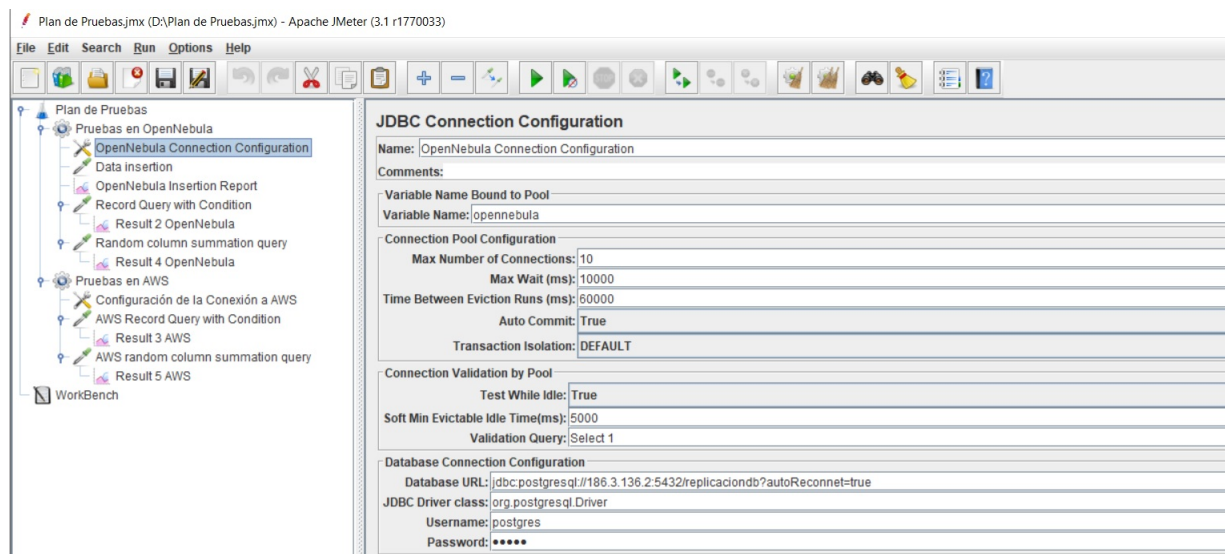 Plan de Pruebas.jmx (D:\Plan de Pruebas.jmx) - Apache JMeter (3.1 r1770033)
File Edit Search Run Options Help
Plan de Pruebas
Pruebas en OpenNebula
OpenNebula Connection Configuration
Data insertion
OpenNebula Insertion Report
Record Query with Condition
Result 2 OpenNebula
Random column summation query
Result 4 OpenNebula
Pruebas en AWS
Configuración de la Conexión a AWS
AWS Record Query with Condition
Result 3 AWS
AWS random column summation query
Result 5 AWS
WorkBench
JDBC Connection Configuration
Name: OpenNebula Connection Configuration
Comments:
Variable Name Bound to Pool
Variable Name: opennebula
Connection Pool Configuration
Max Number of Connections: 10
Max Wait (ms): 10000
Time Between Eviction Runs (ms): 60000
Auto Commit: True
Transaction Isolation: DEFAULT
Connection Validation by Pool
Test While Idle: True
Soft Min Evictable Idle Time(ms): 5000
Validation Query: Select 1
Database Connection Configuration
Database URL: jdbc:postgresql://186.3.136.2:5432/replicaciondb?autoReconnet=true
JDBC Driver class: org.postgresql.Driver
Username: postgres
Password: •••••